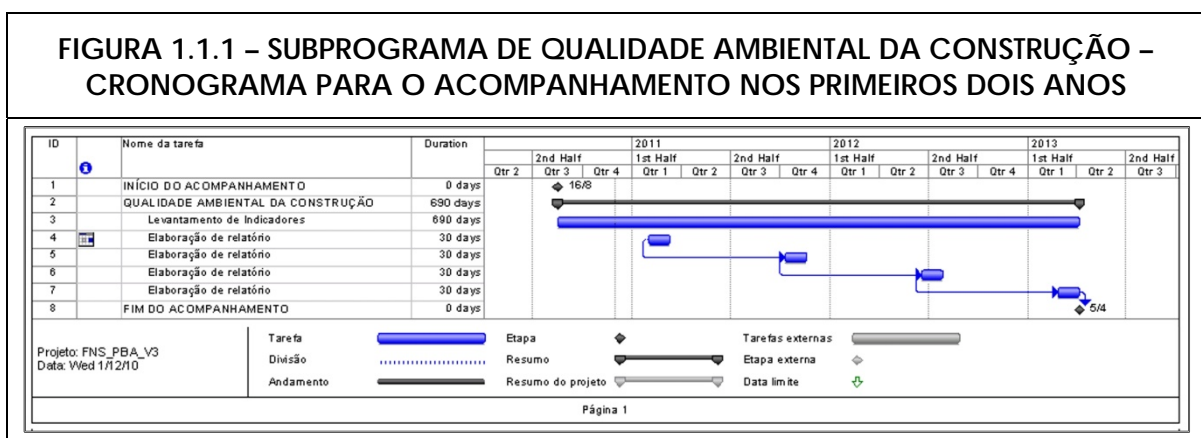 FIGURA 1.1.1 – SUBPROGRAMA DE QUALIDADE AMBIENTAL DA CONSTRUÇÃO –
CRONOGRAMA PARA O ACOMPANHAMENTO NOS PRIMEIROS DOIS ANOS
ID Nome da tarefa Duration 2011 2012 2013
2nd Half 1st Half 2nd Half 1st Half 2nd Half 1st Half 2nd Half
Qtr 2 Qtr 3 Qtr 4 Qtr 1 Qtr 2 Qtr 3 Qtr 4 Qtr 1 Qtr 2 Qtr 3 Qtr 4 Qtr 1 Qtr 2 Qtr 3
1 INÍCIO DO ACOMPANHAMENTO 0 days 16/8
2 QUALIDADE AMBIENTAL DA CONSTRUÇÃO 690 days
3 Levantamento de Indicadores 690 days
4 Elaboração de relatório 30 days
5 Elaboração de relatório 30 days
6 Elaboração de relatório 30 days
7 Elaboração de relatório 30 days
8 FIM DO ACOMPANHAMENTO 0 days 5/4
Projeto: FNS_PBA_V3
Data: Wed 1/12/10
Tarefa Etapa Tarefas externas
Divisão Resumo Etapa externa
Andamento Resumo do projeto Data limite
Página 1